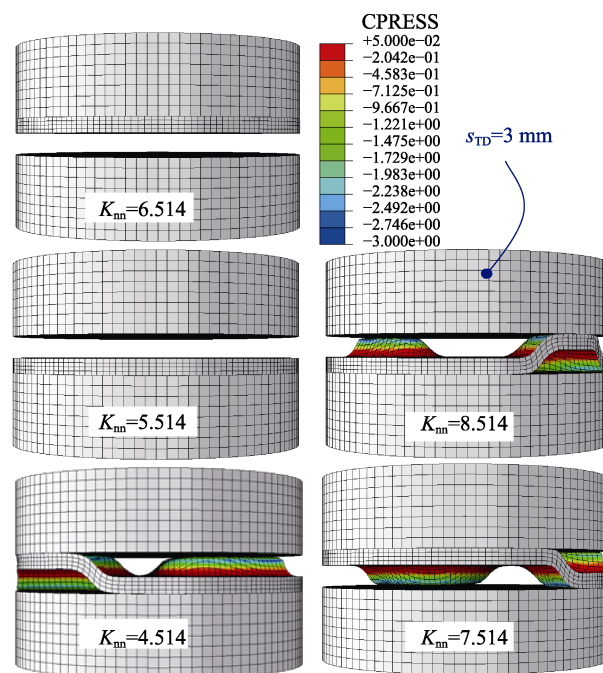 CPRESS
+5.000e−02
−2.042e−01
−4.583e−01
−7.125e−01
−9.667e−01
−1.221e+00
−1.475e+00
−1.729e+00
−1.983e+00
−2.238e+00
−2.492e+00
−2.746e+00
−3.000e+00
sTD=3 mm
Knn=6.514
Knn=5.514
Knn=8.514
Knn=4.514
Knn=7.514